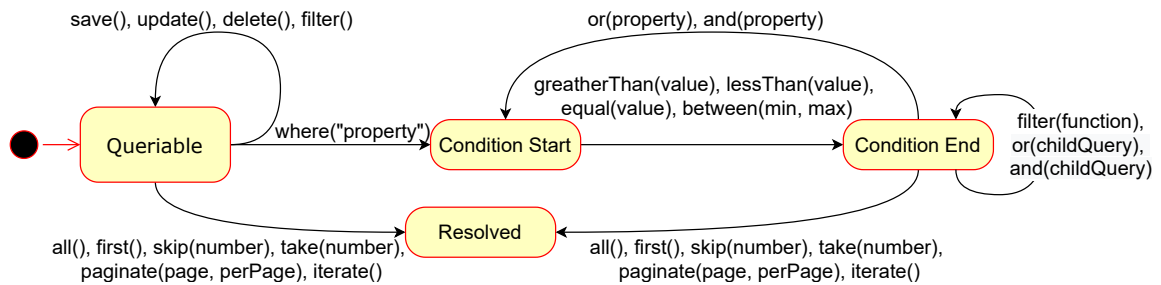 save(), update(), delete(), filter()
or(property), and(property)
greatherThan(value), lessThan(value),
equal(value), between(min, max)
Queriable
where("property")
Condition Start
Condition End
filter(function),
or(childQuery),
and(childQuery)
Resolved
all(), first(), skip(number), take(number),
paginate(page, perPage), iterate()
all(), first(), skip(number), take(number),
paginate(page, perPage), iterate()